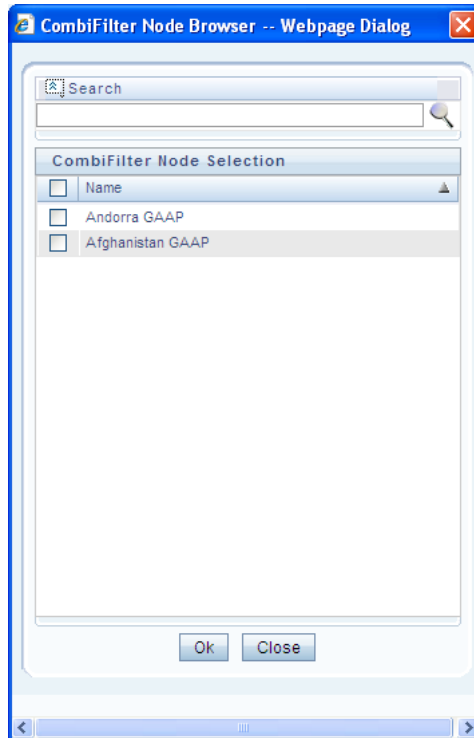 CombiFilter Node Browser -- Webpage Dialog
Search
CombiFilter Node Selection
Name
Andorra GAAP
Afghanistan GAAP
Ok Close